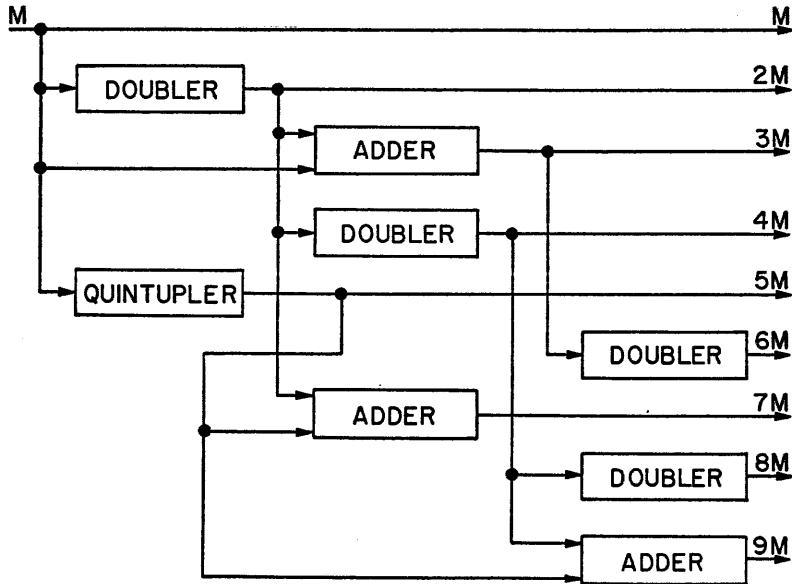 M M
DOUBLER 2M
ADDER 3M
DOUBLER 4M
QUINTUPLER 5M
DOUBLER 6M
ADDER 7M
DOUBLER 8M
ADDER 9M